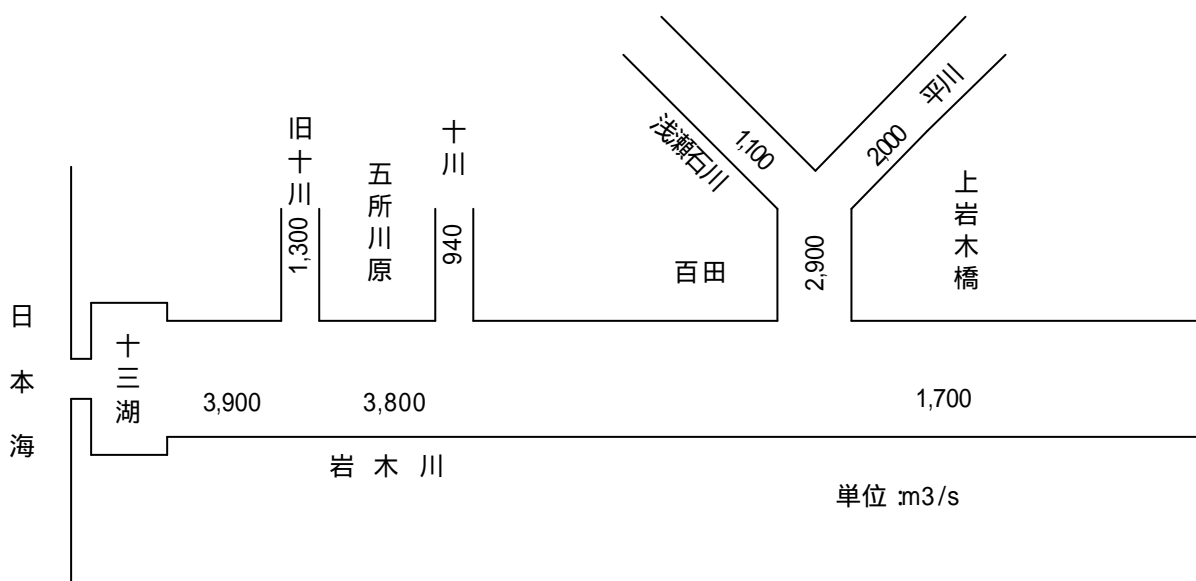 浅瀬石川
1,100
2,000
平川
旧十川
1,300
五所川原
十川
940
百田
2,900
上岩木橋
日本海
十三湖
3,900
3,800
1,700
岩木川
単位:m3/s